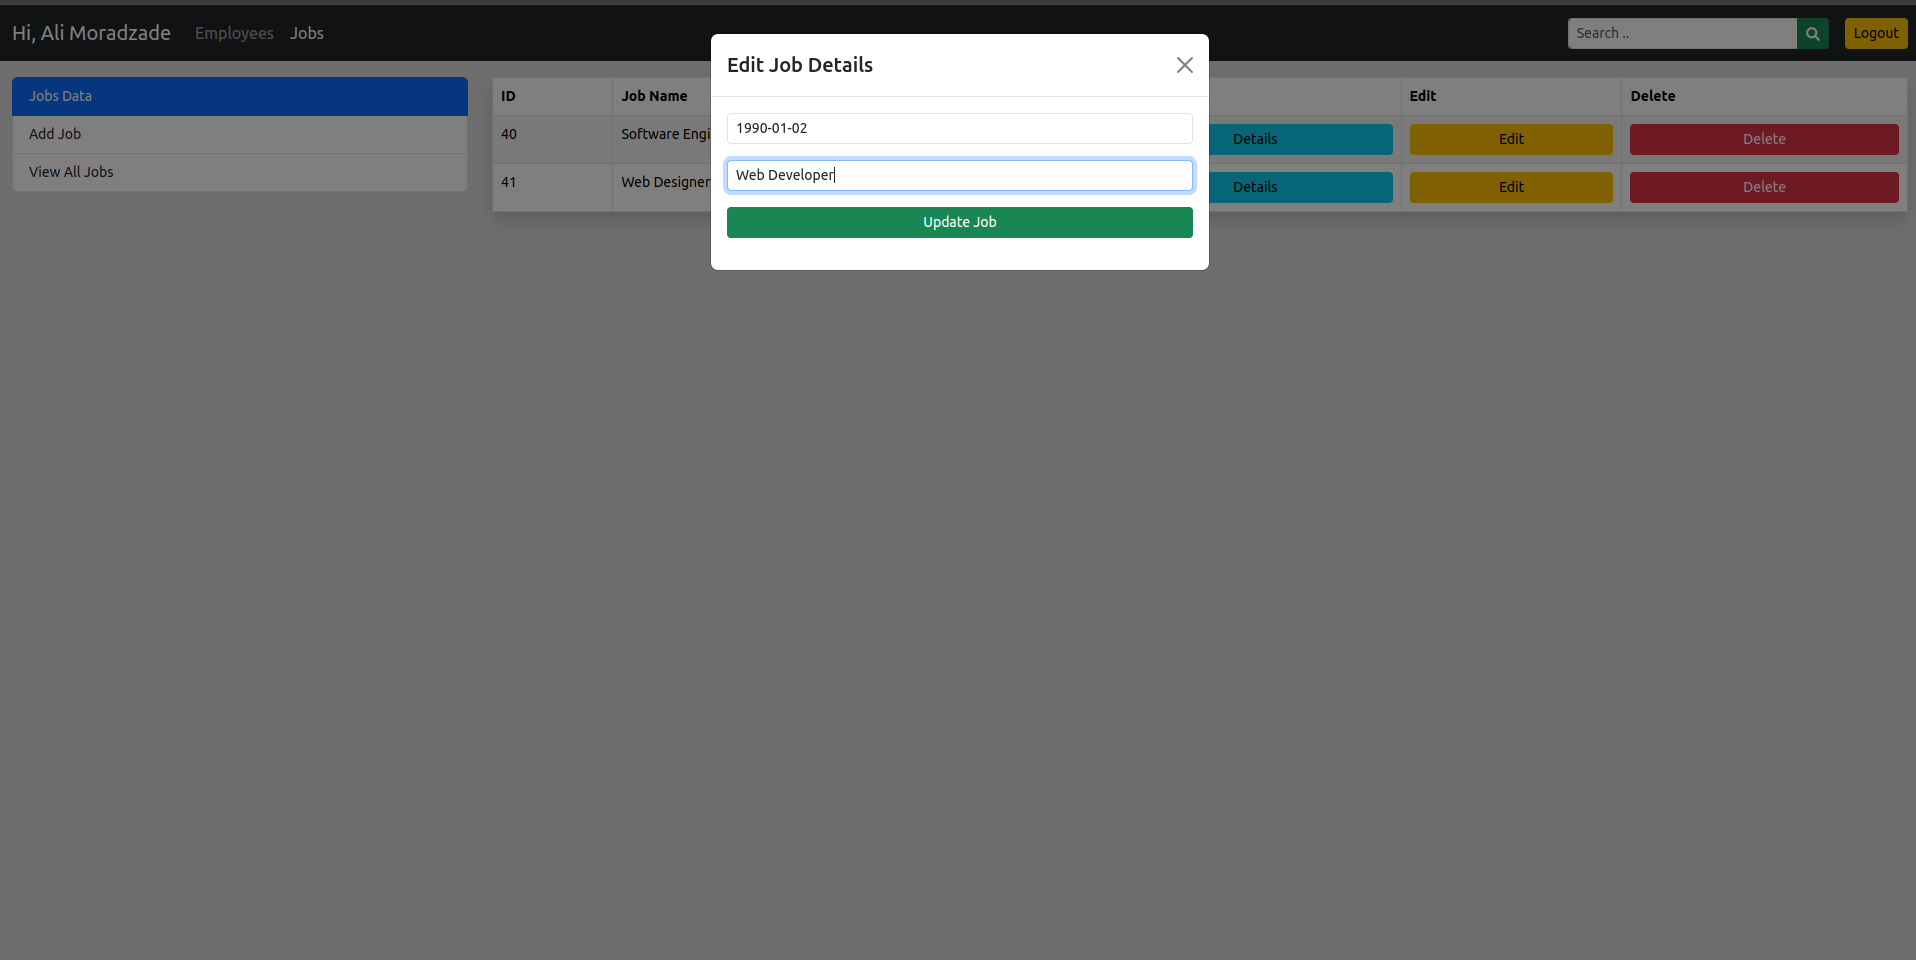 Hi, Ali Moradzade Employees Jobs Search .. Logout
Edit Job Details
1990-01-02
Web Developer
Update Job
Jobs Data
Add Job
View All Jobs
ID Job Name Edit Delete
40 Software Engi Details Edit Delete
41 Web Designer Details Edit Delete